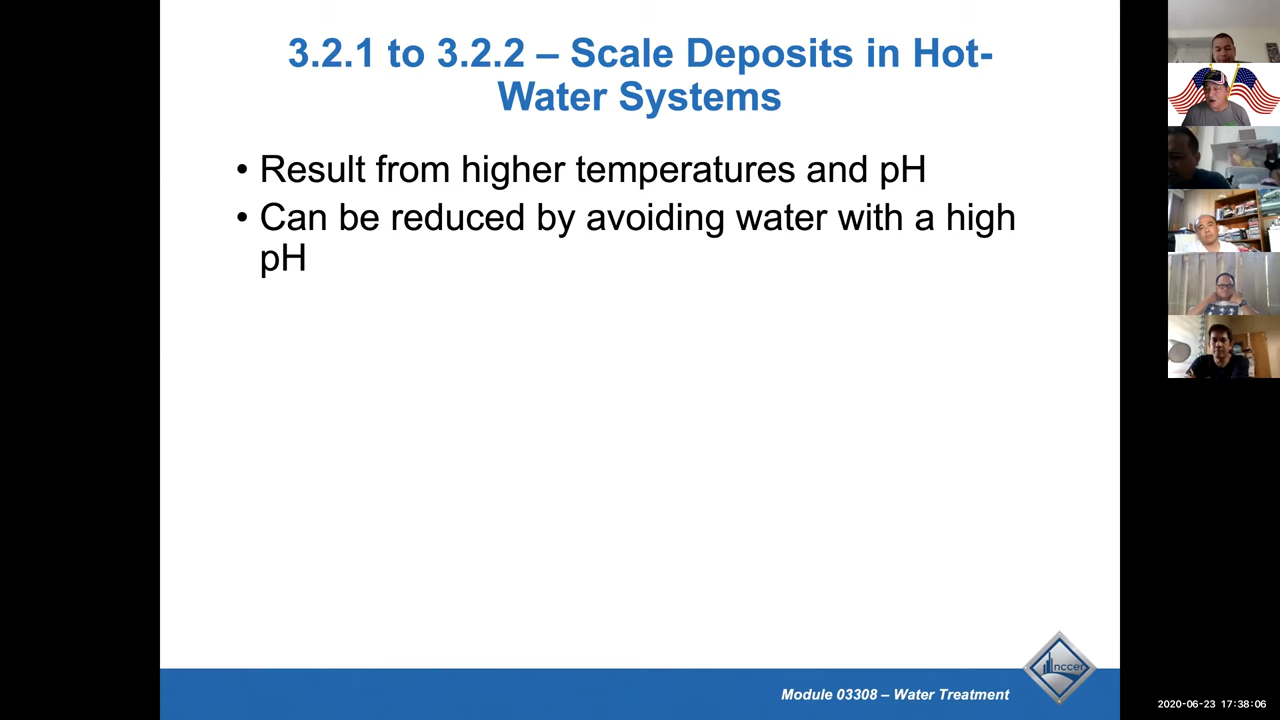 3.2.1 to 3.2.2 – Scale Deposits in Hot-
Water Systems
• Result from higher temperatures and pH
• Can be reduced by avoiding water with a high
pH
nccer
Module 03308 – Water Treatment
2020-06-23 17:38:06